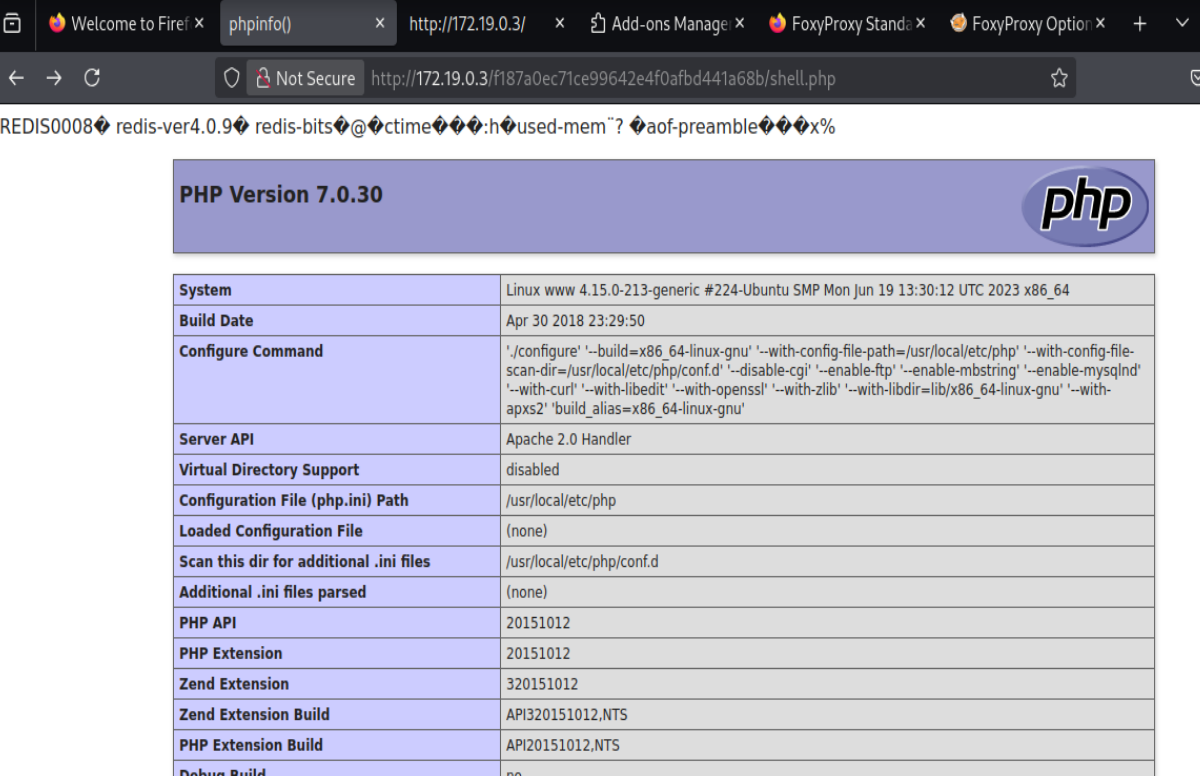 Welcome to Firef
phpinfo()
http://172.19.0.3/
Add-ons Manage
FoxyProxy Standa
FoxyProxy Option
Not Secure
http://172.19.0.3/f187a0ec71ce99642e4f0afbd441a68b/shell.php
REDIS0008� redis-ver4.0.9� redis-bits�@�ctime���:h�used-mem¨? �aof-preamble���x%
PHP Version 7.0.30
php
System Linux www 4.15.0-213-generic #224-Ubuntu SMP Mon Jun 19 13:30:12 UTC 2023 x86_64
Build Date Apr 30 2018 23:29:50
Configure Command './configure' '--build=x86_64-linux-gnu' '--with-config-file-path=/usr/local/etc/php' '--with-config-file-
scan-dir=/usr/local/etc/php/conf.d' '--disable-cgi' '--enable-ftp' '--enable-mbstring' '--enable-mysqlnd'
'--with-curl' '--with-libedit' '--with-openssl' '--with-zlib' '--with-libdir=lib/x86_64-linux-gnu' '--with-
apxs2' 'build_alias=x86_64-linux-gnu'
Server API Apache 2.0 Handler
Virtual Directory Support disabled
Configuration File (php.ini) Path /usr/local/etc/php
Loaded Configuration File (none)
Scan this dir for additional .ini files /usr/local/etc/php/conf.d
Additional .ini files parsed (none)
PHP API 20151012
PHP Extension 20151012
Zend Extension 320151012
Zend Extension Build API320151012,NTS
PHP Extension Build API20151012,NTS
Debug Build no